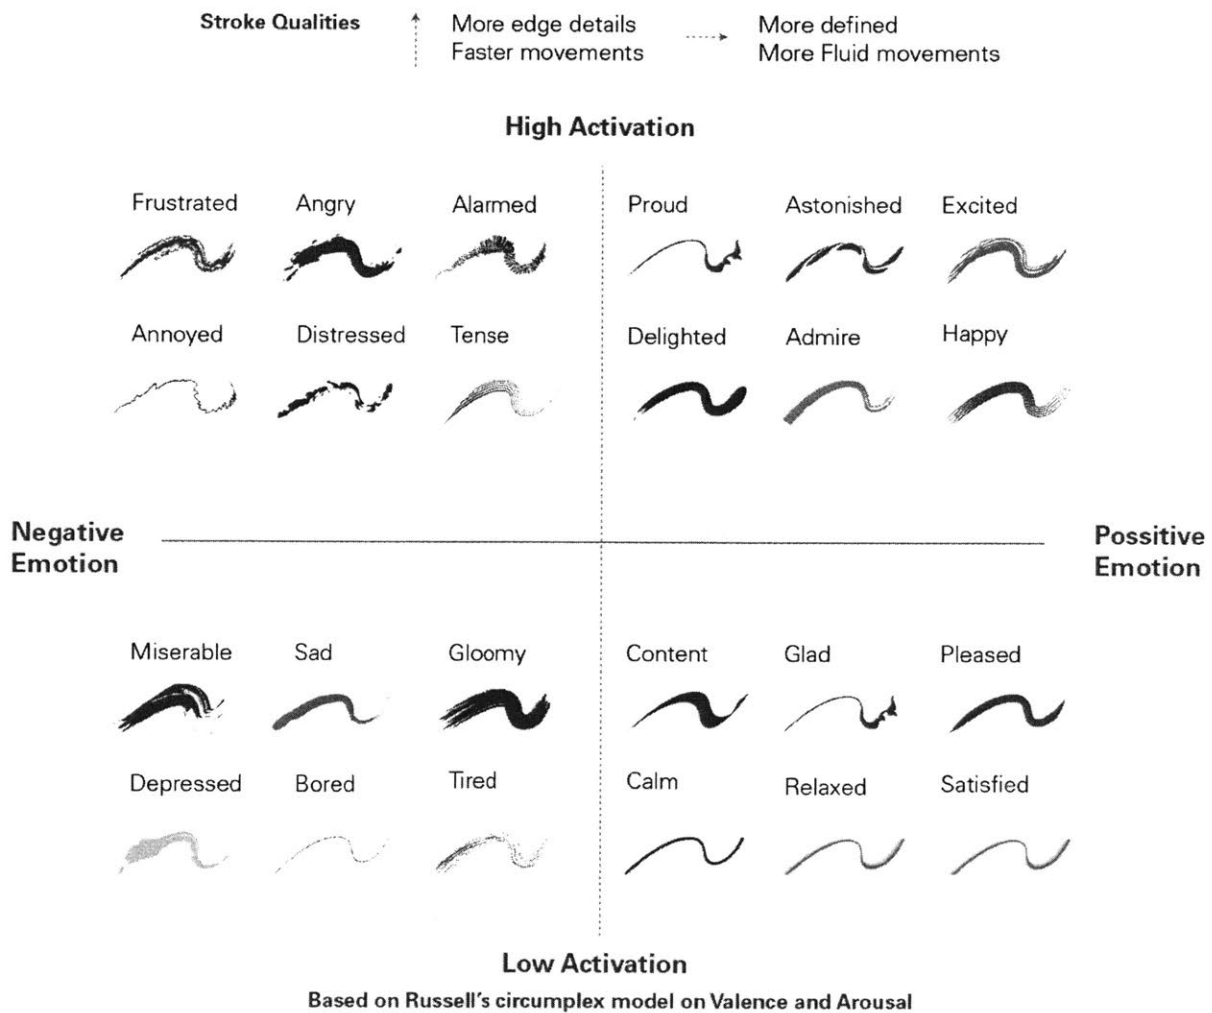 Stroke Qualities
More edge details
Faster movements
More defined
More Fluid movements
High Activation
Frustrated Angry Alarmed Proud Astonished Excited
Annoyed Distressed Tense Delighted Admire Happy
Negative
Emotion
Possitive
Emotion
Miserable Sad Gloomy Content Glad Pleased
Depressed Bored Tired Calm Relaxed Satisfied
Low Activation
Based on Russell's circumplex model on Valence and Arousal